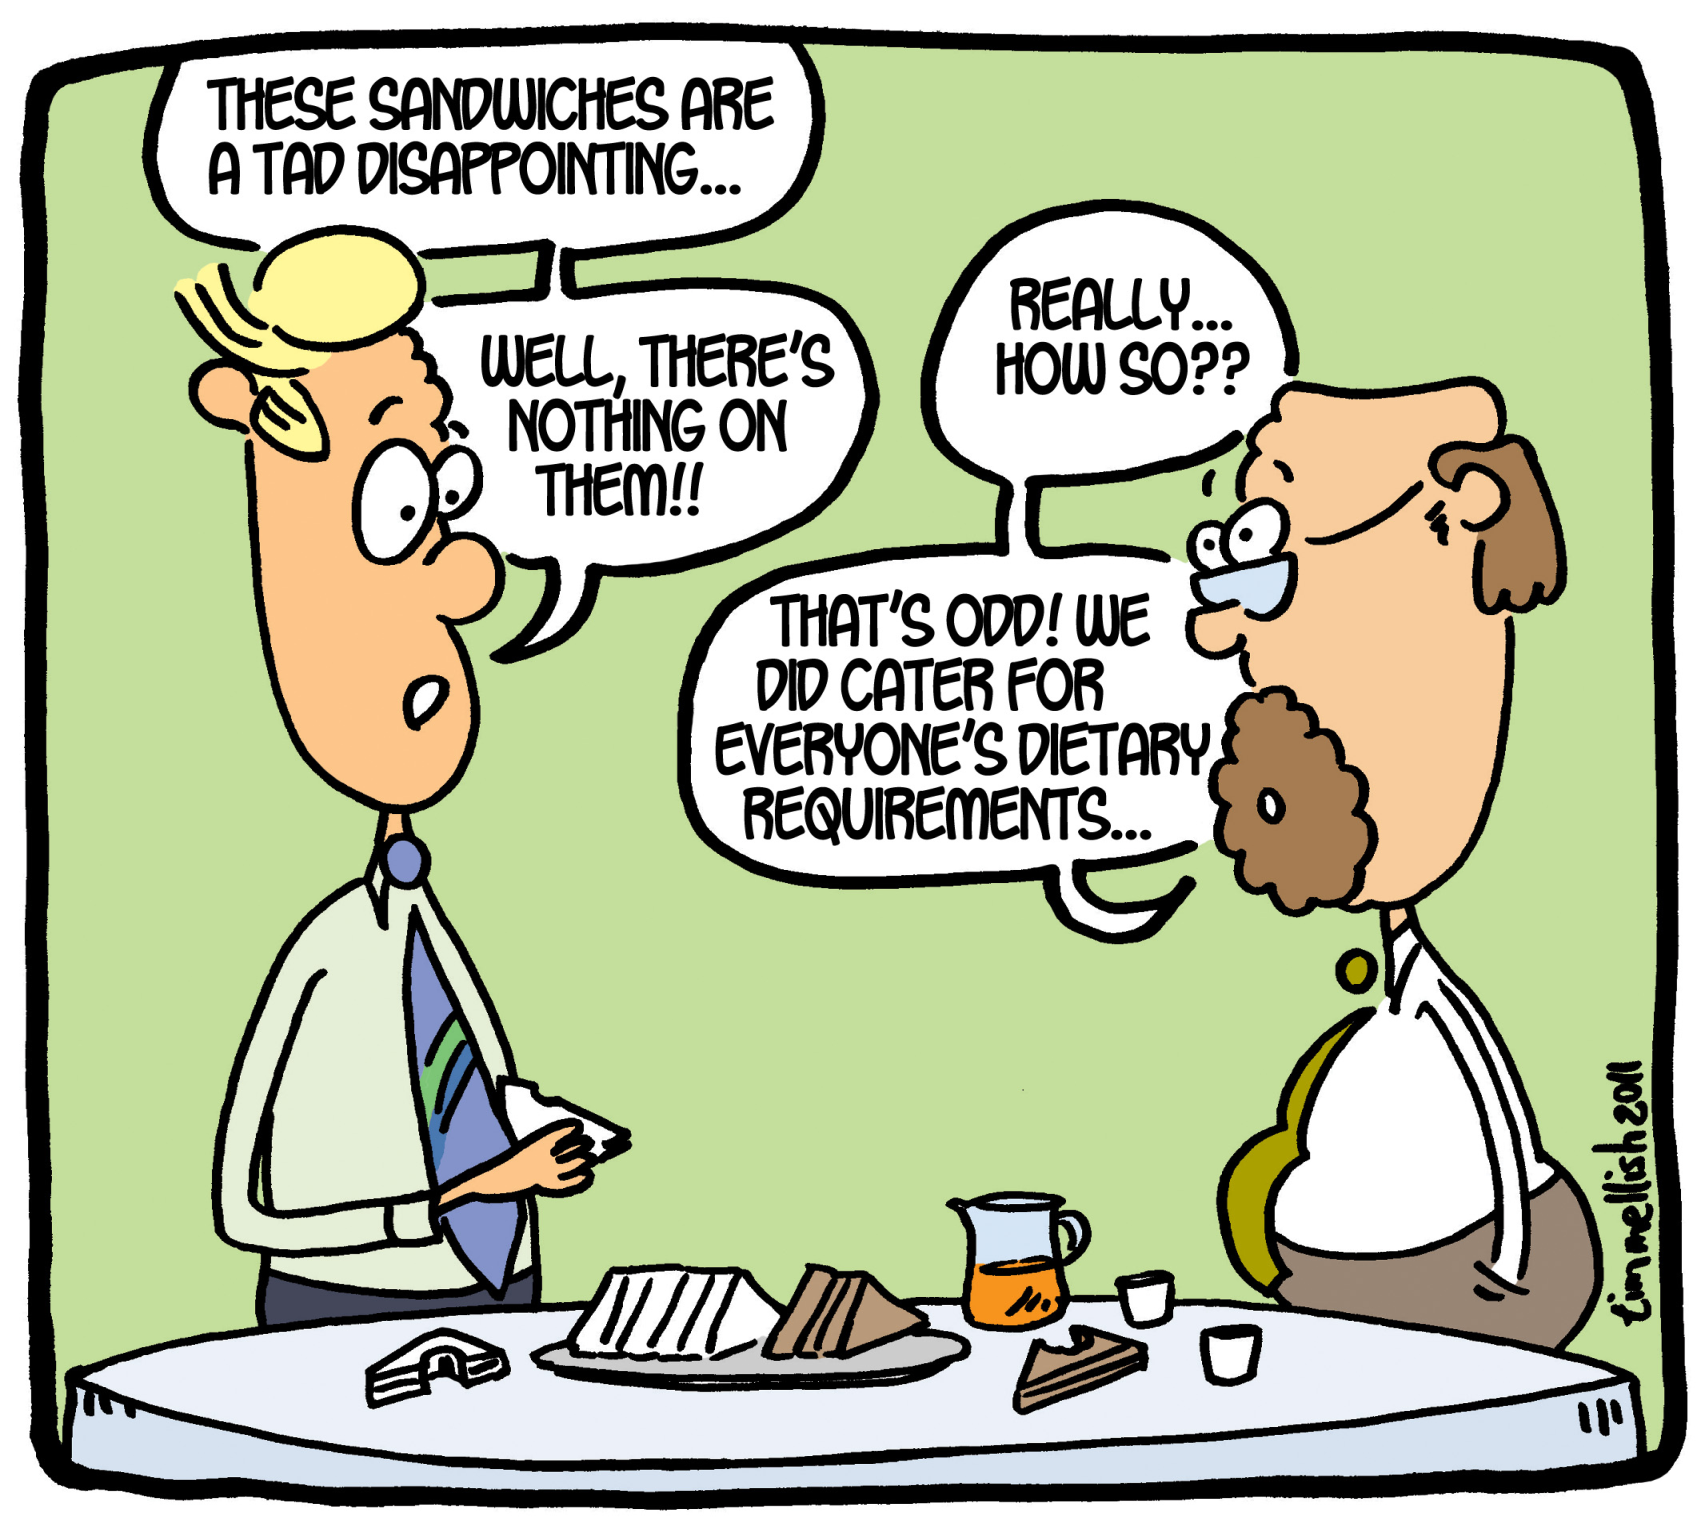 THESE SANDWICHES ARE
A TAD DISAPPOINTING...
WELL, THERE'S
NOTHING ON
THEM!!
REALLY...
HOW SO??
THAT'S ODD! WE
DID CATER FOR
EVERYONE'S DIETARY
REQUIREMENTS...
timmellish2011